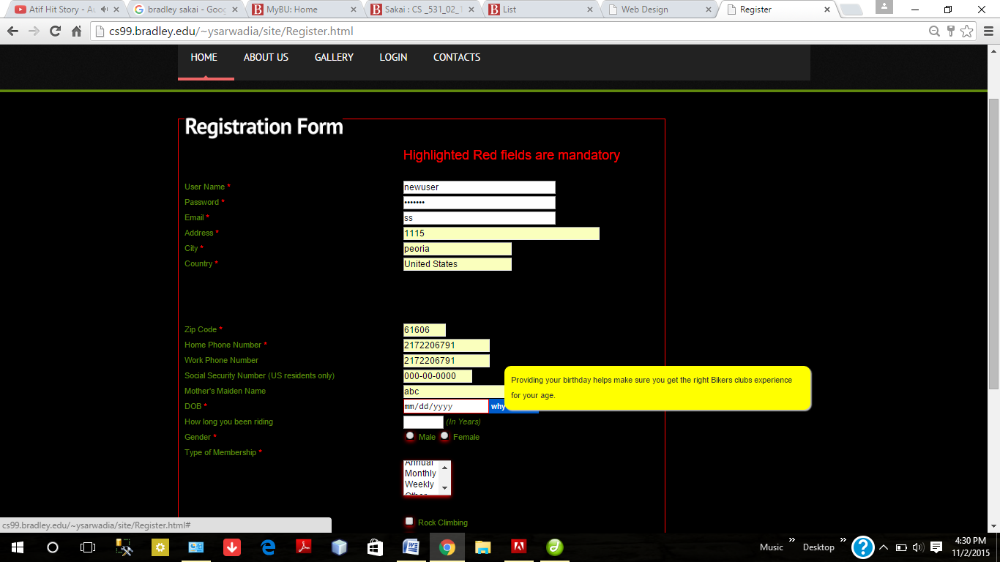 Atif Hit Story - Au
bradley sakai - Goog
MyBU: Home
Sakai : CS _531_02_1
List
Web Design
Register
cs99.bradley.edu/~ysarwadia/site/Register.html
HOME ABOUT US GALLERY LOGIN CONTACTS
Registration Form
Highlighted Red fields are mandatory
User Name * newuser
Password * •••••••
Email * ss
Address * 1115
City * peoria
Country * United States
Zip Code * 61606
Home Phone Number * 2172206791
Work Phone Number 2172206791
Social Security Number (US residents only) 000-00-0000
Mother's Maiden Name abc
Providing your birthday helps make sure you get the right Bikers clubs experience
for your age.
DOB * mm/dd/yyyy why
How long you been riding (In Years)
Gender * Male Female
Type of Membership *
Annual
Monthly
Weekly
Other
Rock Climbing
cs99.bradley.edu/~ysarwadia/site/Register.html#
Music » Desktop » 4:30 PM
11/2/2015